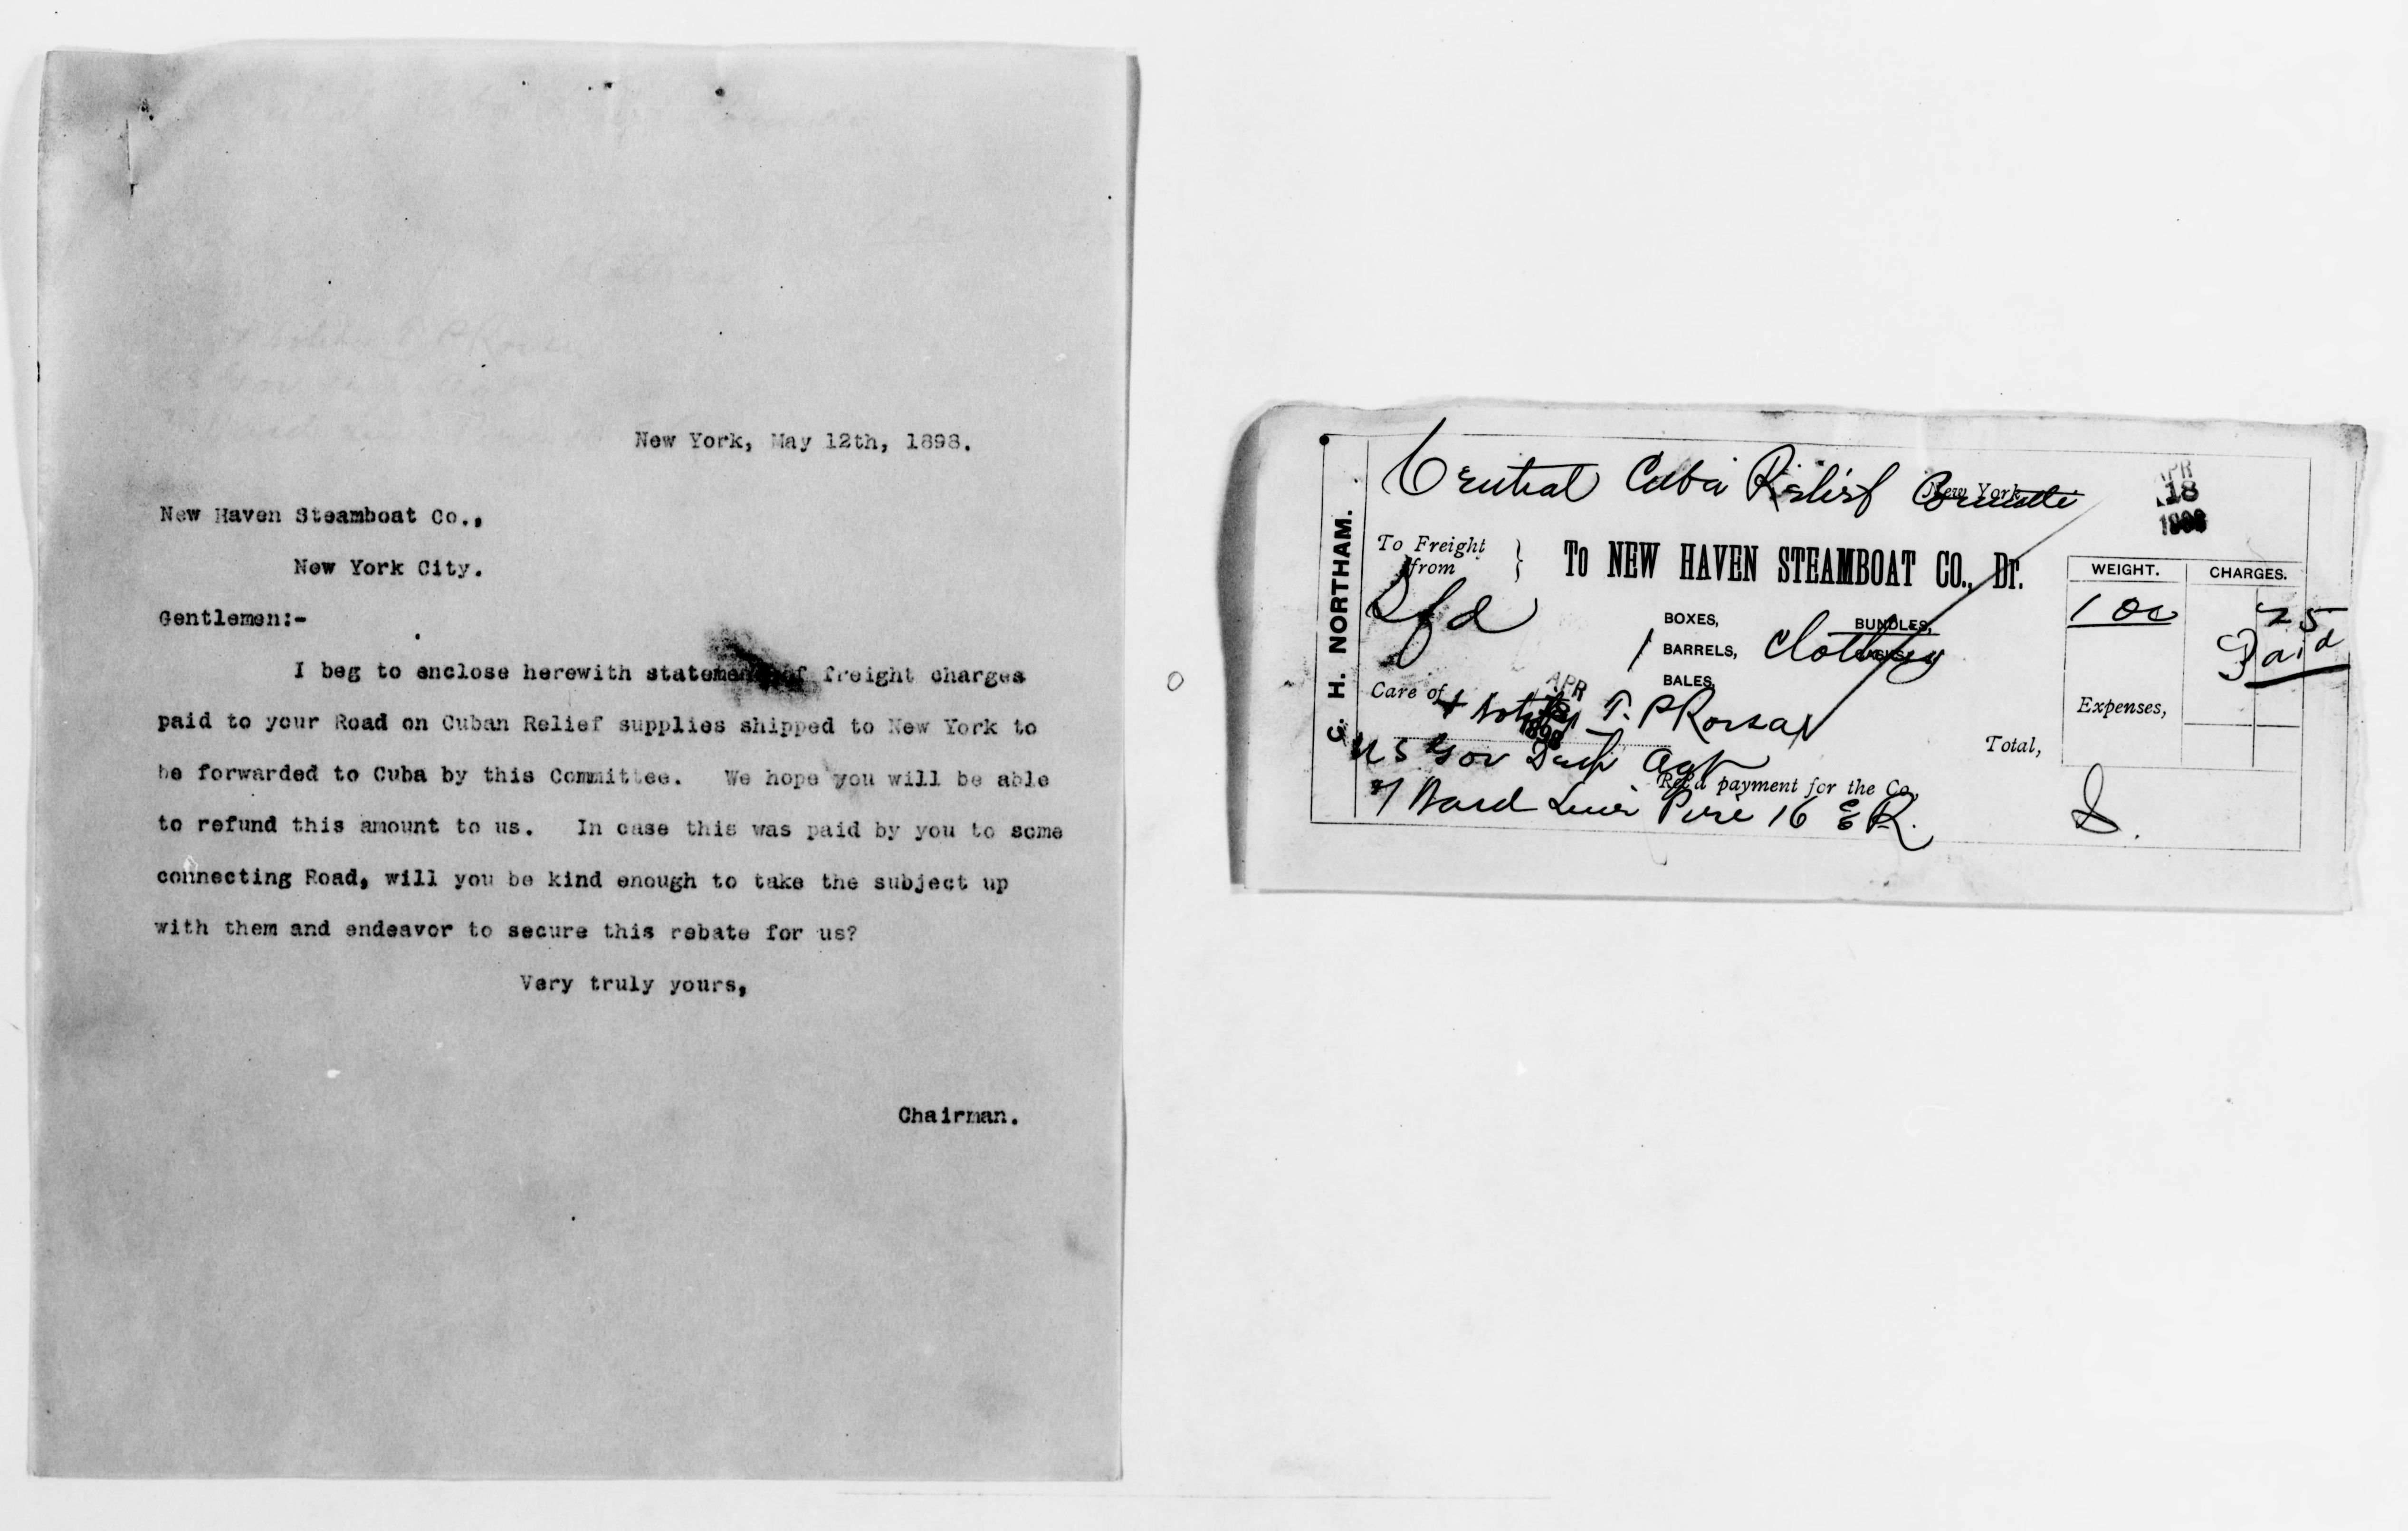 New York, May 12th, 1898.
New Haven Steamboat Co.,
New York City.
Gentlemen:-
I beg to enclose herewith statement of freight charges
paid to your Road on Cuban Relief supplies shipped to New York to
be forwarded to Cuba by this Committee. We hope you will be able
to refund this amount to us. In case this was paid by you to some
connecting Road, will you be kind enough to take the subject up
with them and endeavor to secure this rebate for us?
Very truly yours,
Chairman.
C. H. NORTHAM.
Central Cuba Relief
New York
APR
18
To Freight
from
To NEW HAVEN STEAMBOAT CO., Dr.
WEIGHT. CHARGES.
100 25
Paid
BOXES, BUNDLES,
1 BARRELS, Clothing
BALES,
APR
1898
Care of
T. P.
Expenses,
Total,
U S Gov Agt
Rec'd payment for the Co.,
Ward Pire 16 E R.